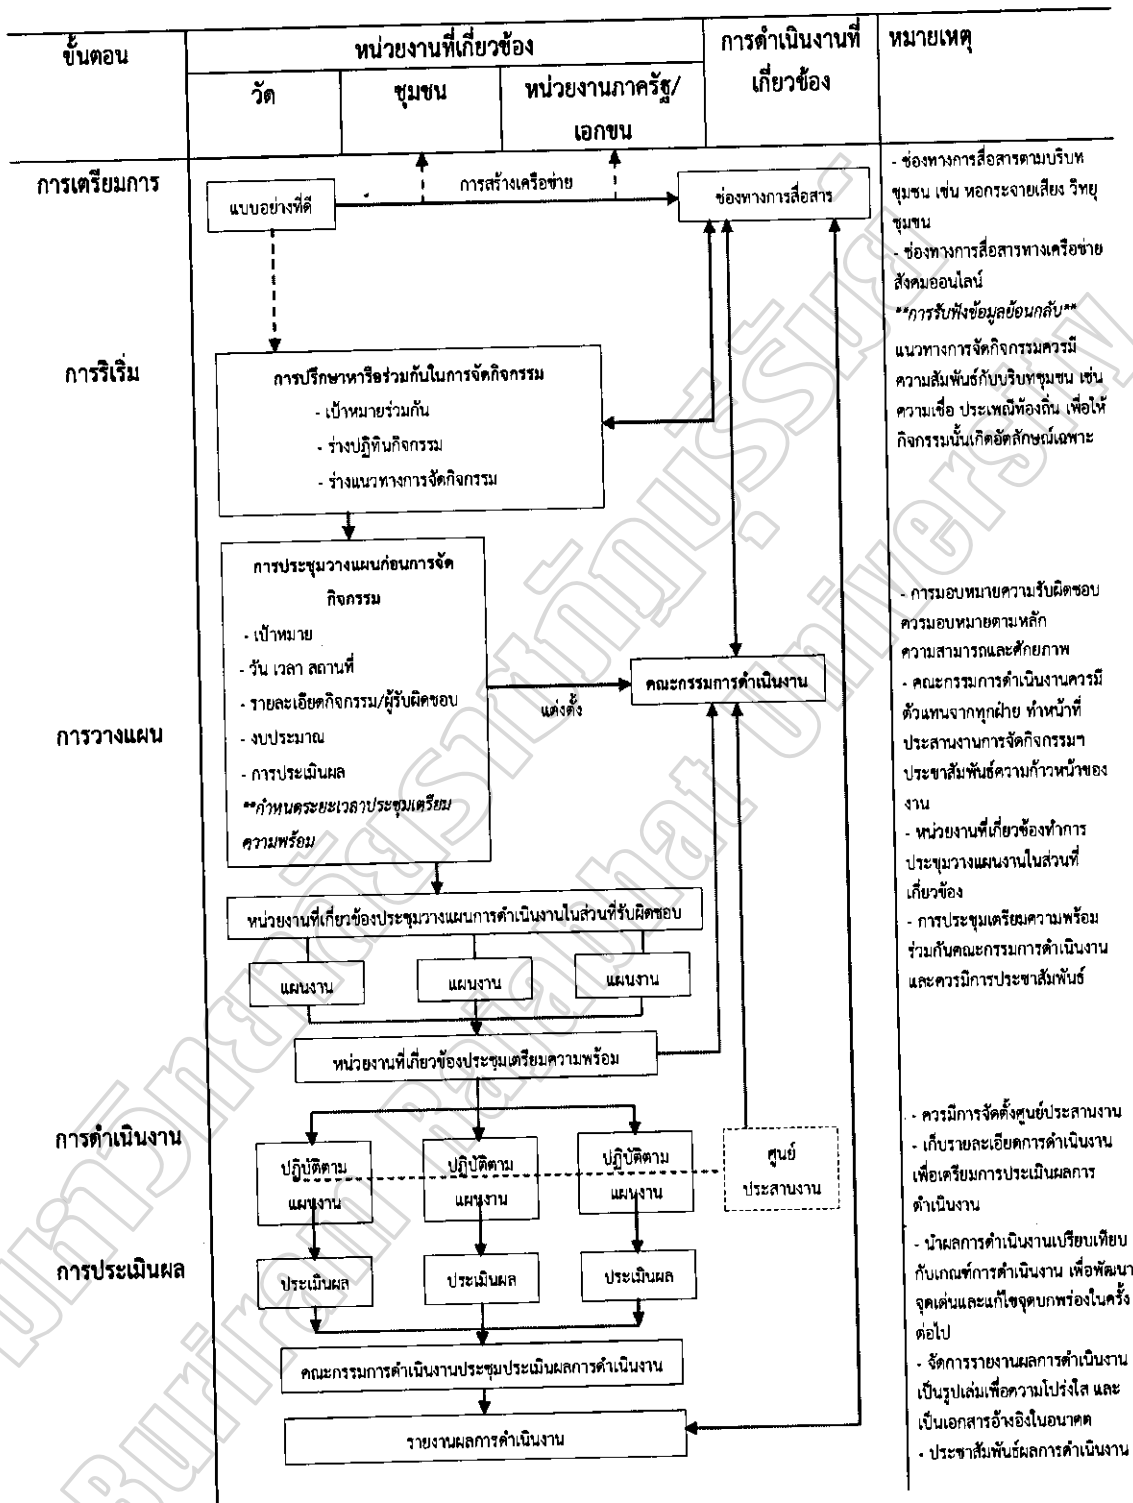 ขั้นตอน
หน่วยงานที่เกี่ยวข้อง
การดำเนินงานที่
เกี่ยวข้อง
หมายเหตุ
วัด
ชุมชน
หน่วยงานภาครัฐ/
เอกขน
การเตรียมการ
แบบอย่างที่ดี
การสร้างเครือข่าย
ช่องทางการสื่อสาร
- ช่องทางการสื่อสารตามบริบท
ชุมชน เช่น หอกระจายเสียง วิทยุ
ชุมชน
- ช่องทางการสื่อสารทางเครือข่าย
สังคมออนไลน์
**การรับฟังข้อมูลย้อนกลับ**
การริเริ่ม
การปรึกษาหารือร่วมกันในการจัดกิจกรรม
- เป้าหมายร่วมกัน
- ร่างปฏิทินกิจกรรม
- ร่างแนวทางการจัดกิจกรรม
แนวทางการจัดกิจกรรมควรมี
ความสัมพันธ์กับบริบทชุมชน เช่น
ความเชื่อ ประเพณีท้องถิ่น เพื่อให้
กิจกรรมนั้นเกิดอัตลักษณ์เฉพาะ
การวางแผน
การประชุมวางแผนก่อนการจัด
กิจกรรม
- เป้าหมาย
- วัน เวลา สถานที่
- รายละเอียดกิจกรรม/ผู้รับผิดชอบ
- งบประมาณ
- การประเมินผล
**กำหนดระยะเวลาประชุมเตรียม
ความพร้อม
แต่งตั้ง
คณะกรรมการดำเนินงาน
- การมอบหมายความรับผิดชอบ
ควรมอบหมายตามหลัก
ความสามารถและศักยภาพ
- คณะกรรมการดำเนินงานควรมี
ตัวแทนจากทุกฝ่าย ทำหน้าที่
ประสานงานการจัดกิจกรรมฯ
ประชาสัมพันธ์ความก้าวหน้าของ
งาน
- หน่วยงานที่เกี่ยวข้องทำการ
ประชุมวางแผนงานในส่วนที่
เกี่ยวข้อง
- การประชุมเตรียมความพร้อม
ร่วมกับคณะกรรมการดำเนินงาน
และควรมีการประชาสัมพันธ์
หน่วยงานที่เกี่ยวข้องประชุมวางแผนการดำเนินงานในส่วนที่รับผิดชอบ
แผนงาน
แผนงาน
แผนงาน
หน่วยงานที่เกี่ยวข้องประชุมเตรียมความพร้อม
การดำเนินงาน
ปฏิบัติตาม
แผนงาน
ปฏิบัติตาม
แผนงาน
ปฏิบัติตาม
แผนงาน
ศูนย์
ประสานงาน
- ควรมีการจัดตั้งศูนย์ประสานงาน
- เก็บรายละเอียดการดำเนินงาน
เพื่อเตรียมการประเมินผลการ
ดำเนินงาน
การประเมินผล
ประเมินผล
ประเมินผล
ประเมินผล
- นำผลการดำเนินงานเปรียบเทียบ
กับเกณฑ์การดำเนินงาน เพื่อพัฒนา
จุดเด่นและแก้ไขจุดบกพร่องในครั้ง
ต่อไป
- จัดการรายงานผลการดำเนินงาน
เป็นรูปเล่มเพื่อความโปร่งใส และ
เป็นเอกสารอ้างอิงในอนาคต
- ประชาสัมพันธ์ผลการดำเนินงาน
คณะกรรมการดำเนินงานประชุมประเมินผลการดำเนินงาน
รายงานผลการดำเนินงาน
มหาวิทยาลัยราชภัฏบุรีรัมย์
Buriram Rajabhat University